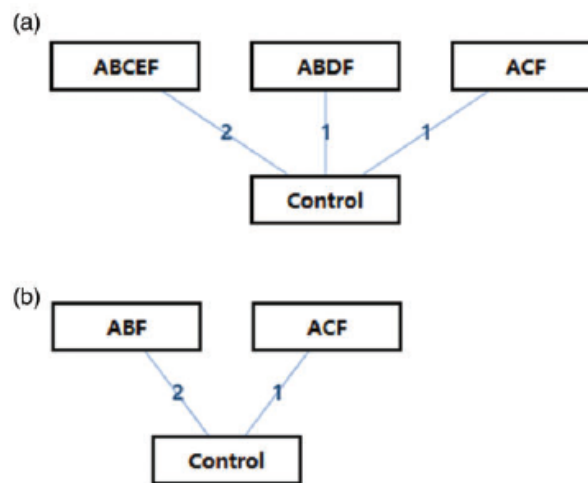 (a)
ABCEF ABDF ACF
2 1 1
Control
(b)
ABF ACF
2 1
Control